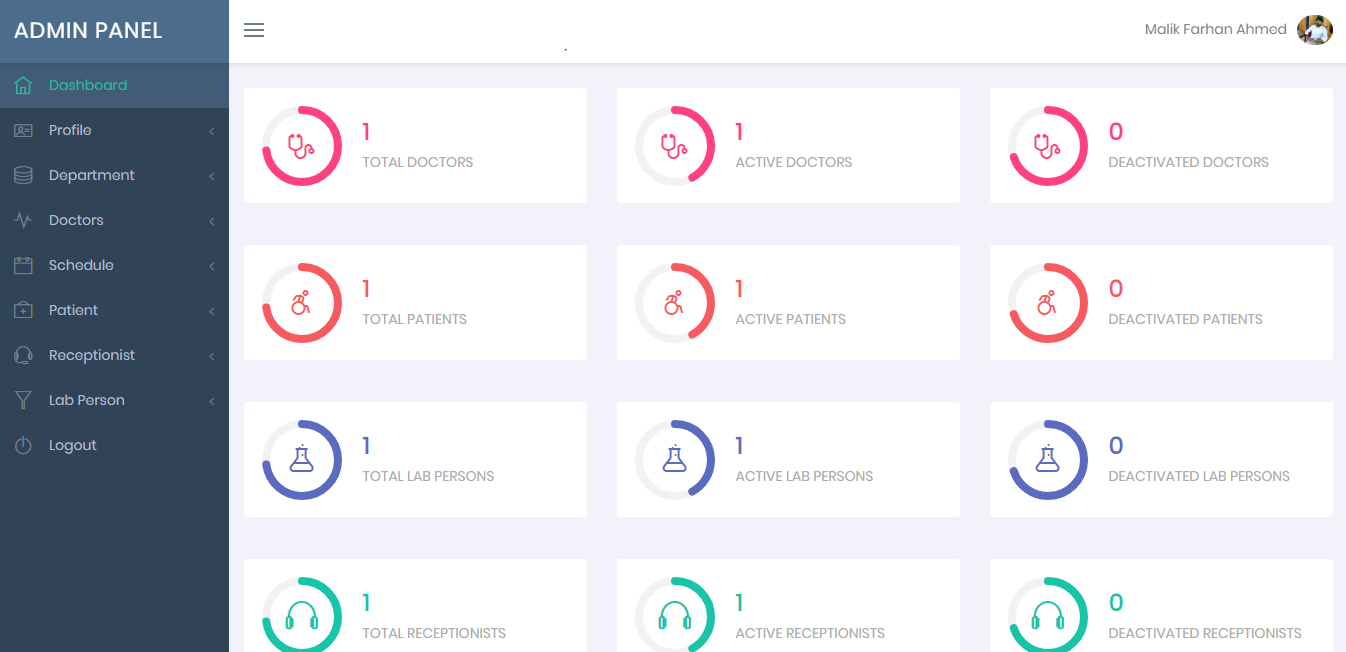 ADMIN PANEL
Malik Farhan Ahmed
.
Dashboard
Profile
Department
Doctors
Schedule
Patient
Receptionist
Lab Person
Logout
1
TOTAL DOCTORS
1
ACTIVE DOCTORS
0
DEACTIVATED DOCTORS
1
TOTAL PATIENTS
1
ACTIVE PATIENTS
0
DEACTIVATED PATIENTS
1
TOTAL LAB PERSONS
1
ACTIVE LAB PERSONS
0
DEACTIVATED LAB PERSONS
1
TOTAL RECEPTIONISTS
1
ACTIVE RECEPTIONISTS
0
DEACTIVATED RECEPTIONISTS